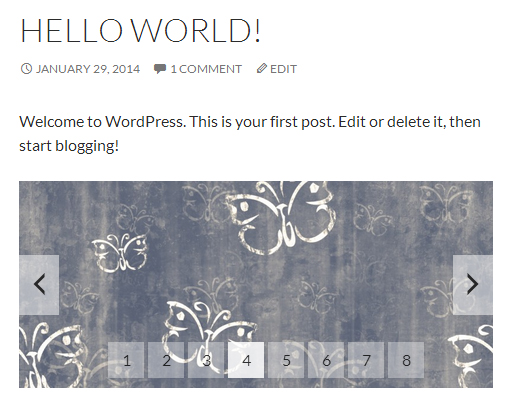 HELLO WORLD!
JANUARY 29, 2014 1 COMMENT EDIT
Welcome to WordPress. This is your first post. Edit or delete it, then
start blogging!
1 2 3 4 5 6 7 8